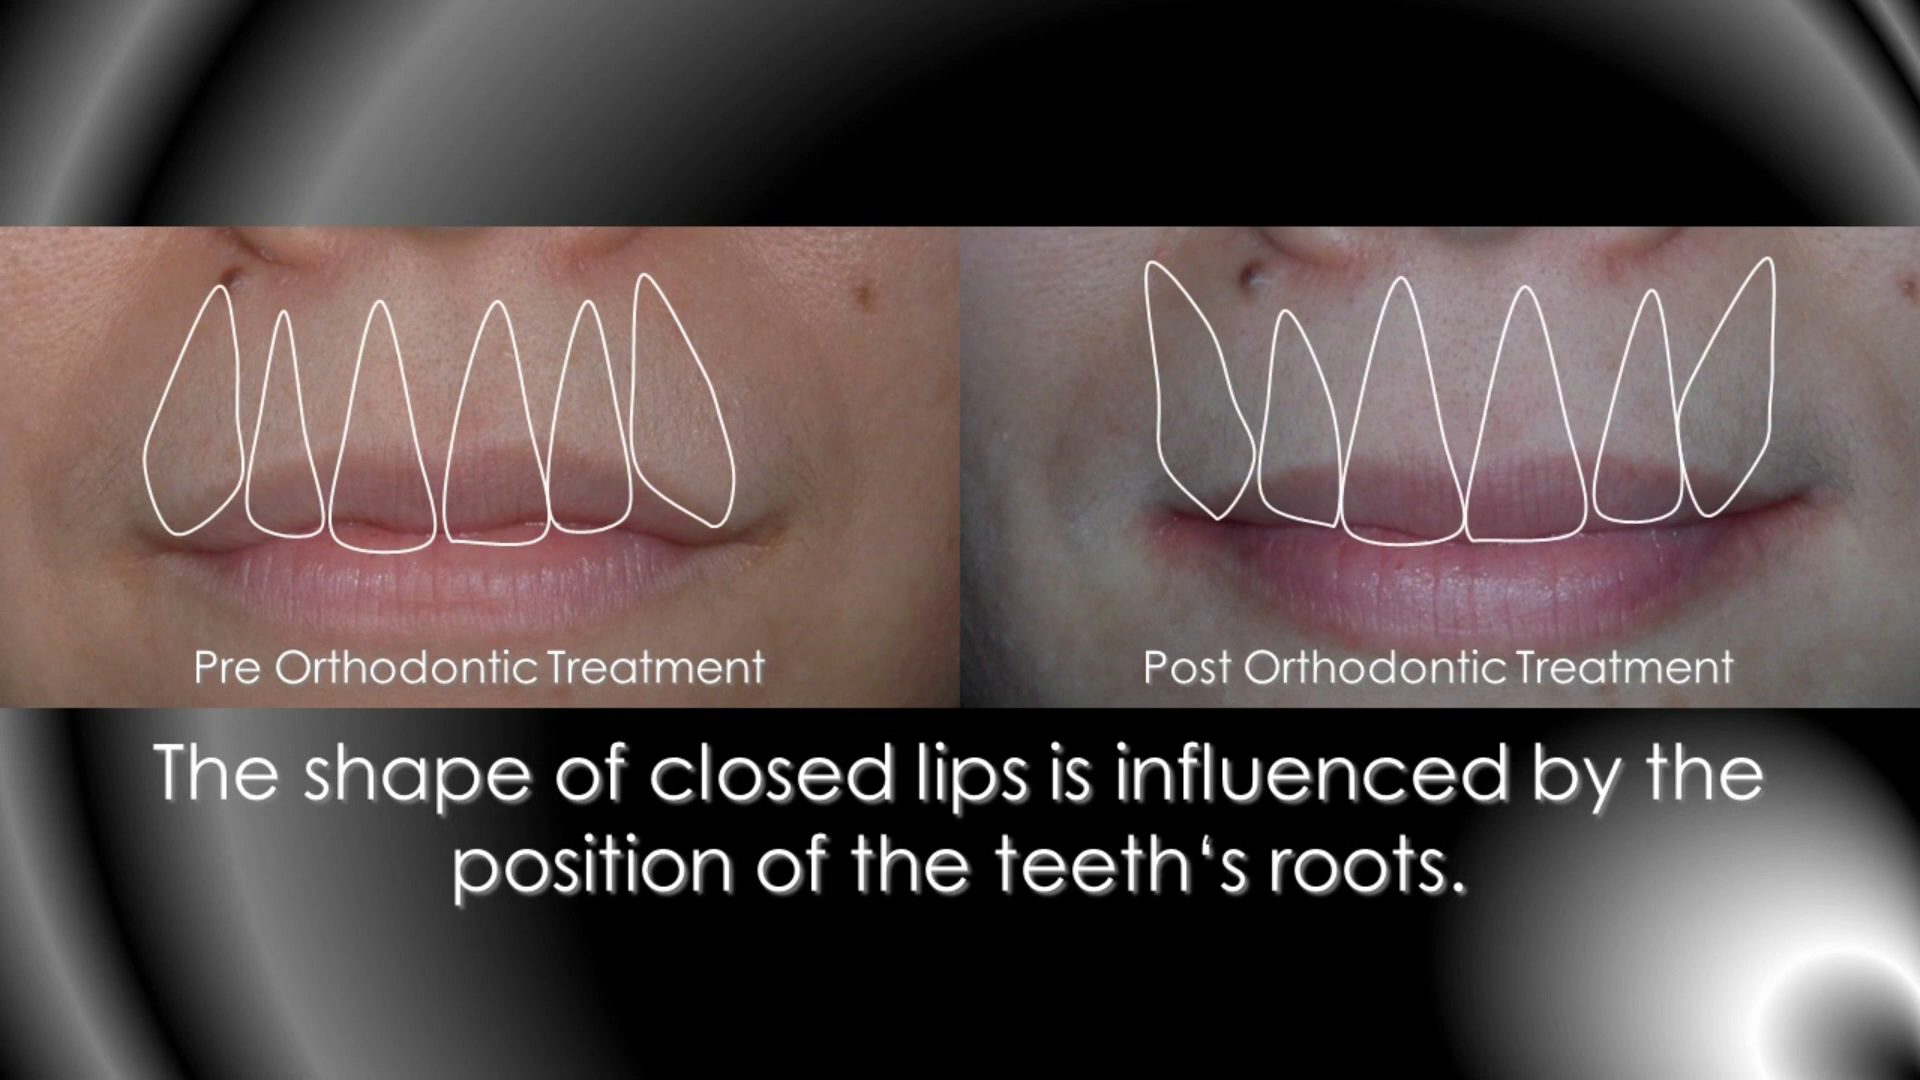 Pre Orthodontic Treatment
Post Orthodontic Treatment
The shape of closed lips is influenced by the
position of the teeth‘s roots.